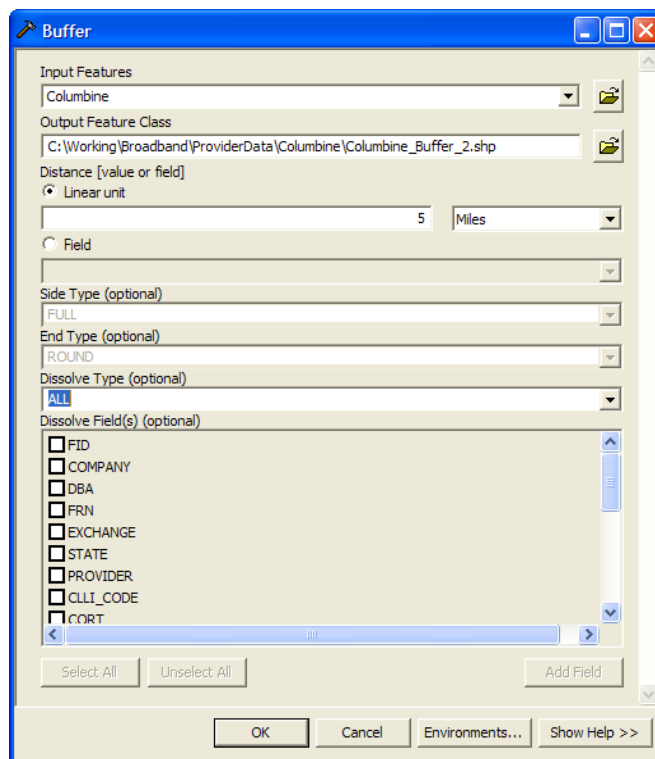 Buffer
Input Features
Columbine
Output Feature Class
C:\Working\Broadband\ProviderData\Columbine\Columbine_Buffer_2.shp
Distance [value or field]
Linear unit
5 Miles
Field
Side Type (optional)
FULL
End Type (optional)
ROUND
Dissolve Type (optional)
ALL
Dissolve Field(s) (optional)
FID
COMPANY
DBA
FRN
EXCHANGE
STATE
PROVIDER
CLLI_CODE
CORT
Select All Unselect All Add Field
OK Cancel Environments... Show Help >>